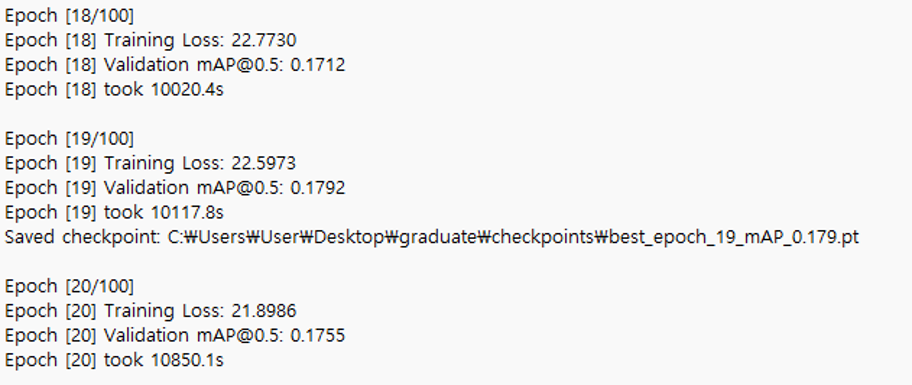 Epoch [18/100]
Epoch [18] Training Loss: 22.7730
Epoch [18] Validation mAP@0.5: 0.1712
Epoch [18] took 10020.4s
Epoch [19/100]
Epoch [19] Training Loss: 22.5973
Epoch [19] Validation mAP@0.5: 0.1792
Epoch [19] took 10117.8s
Saved checkpoint: C:₩Users₩User₩Desktop₩graduate₩checkpoints₩best_epoch_19_mAP_0.179.pt
Epoch [20/100]
Epoch [20] Training Loss: 21.8986
Epoch [20] Validation mAP@0.5: 0.1755
Epoch [20] took 10850.1s